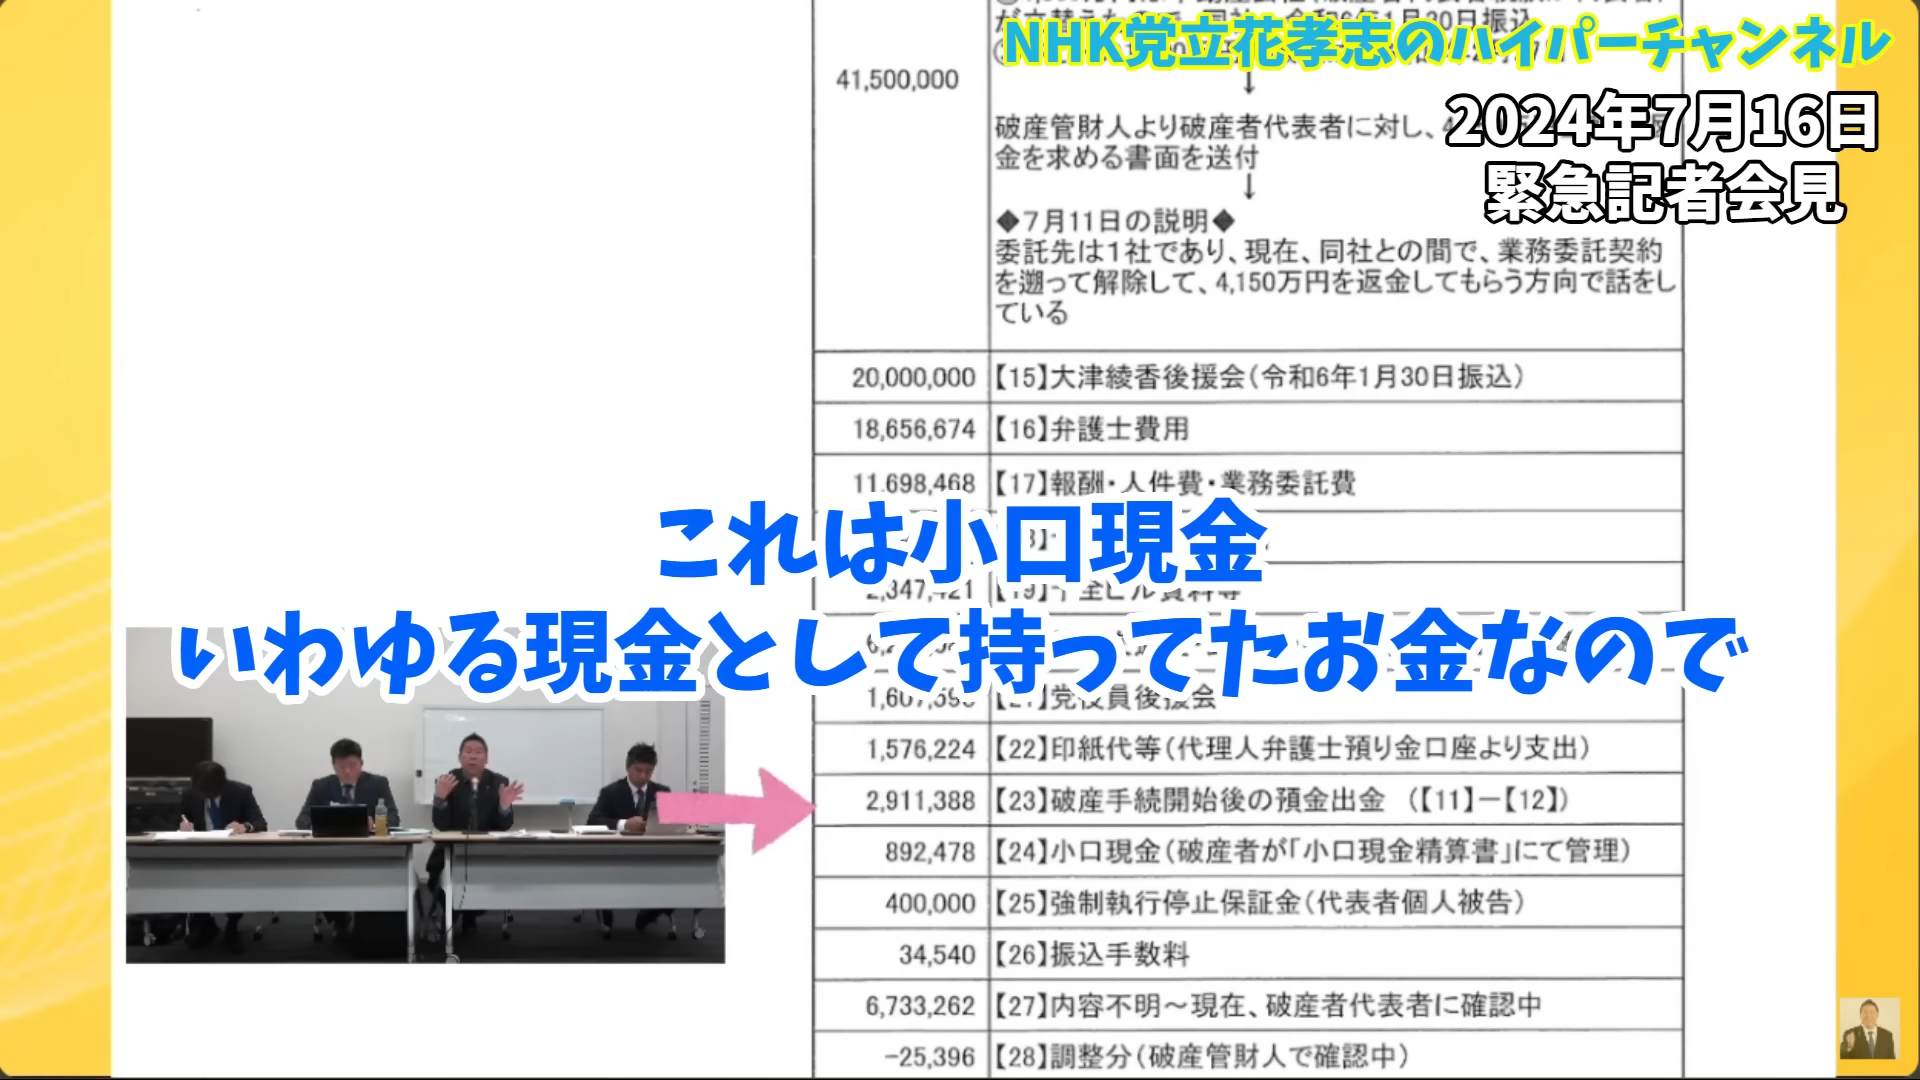 NHK党立花孝志のハイパーチャンネル
2024年7月16日
緊急記者会見
41,500,000
↓
破産管財人より破産者代表者に対し、
金を求める書面を送付
↓
◆7月11日の説明◆
委託先は1社であり、現在、同社との間で、業務委託契約
を遡って解除して、4,150万円を返金してもらう方向で話をし
ている
20,000,000 【15】大津綾香後援会(令和6年1月30日振込)
18,656,674 【16】弁護士費用
11,698,468 【17】報酬・人件費・業務委託費
これは小口現金
いわゆる現金として持ってたお金なので
党役員後援会
1,576,224 【22】印紙代等(代理人弁護士預り金口座より支出)
2,911,388 【23】破産手続開始後の預金出金 (【11】－【12】)
892,478 【24】小口現金(破産者が「小口現金精算書」にて管理)
400,000 【25】強制執行停止保証金(代表者個人被告)
34,540 【26】振込手数料
6,733,262 【27】内容不明～現在、破産者代表者に確認中
-25,396 【28】調整分(破産管財人で確認中)